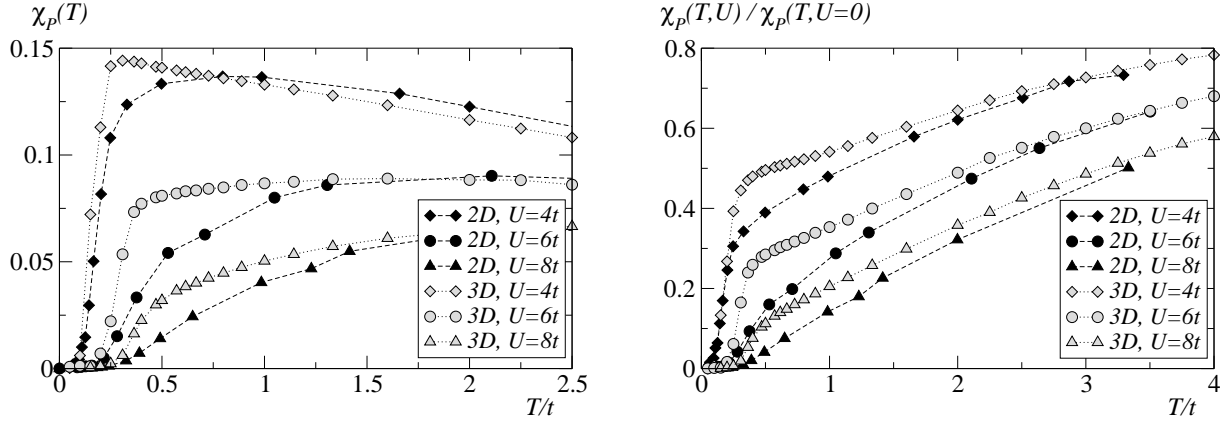 χP(T)
0.15
0.1
0.05
0
0
0.5
1
1.5
2
2.5
T/t
2D, U=4t
2D, U=6t
2D, U=8t
3D, U=4t
3D, U=6t
3D, U=8t
χP(T,U) / χP(T,U=0)
0.8
0.6
0.4
0.2
0
0
1
2
3
4
T/t
2D, U=4t
2D, U=6t
2D, U=8t
3D, U=4t
3D, U=6t
3D, U=8t